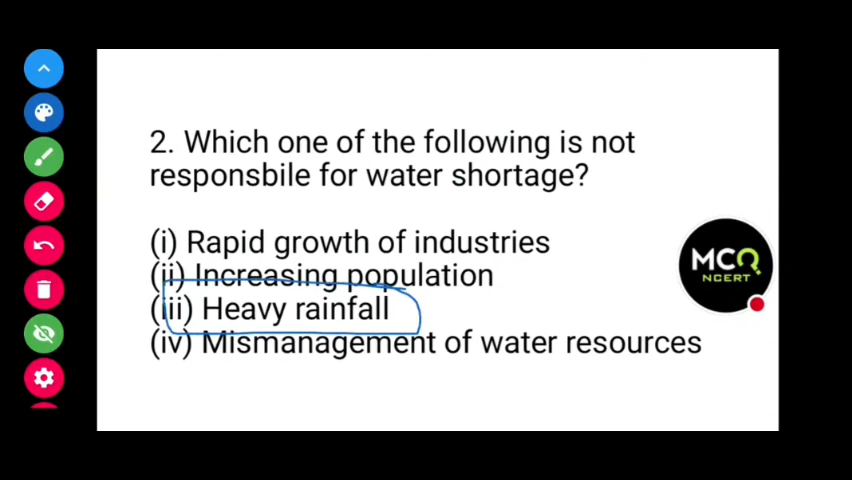 2. Which one of the following is not
responsbile for water shortage?
(i) Rapid growth of industries
(ii) Increasing population
(iii) Heavy rainfall
(iv) Mismanagement of water resources
MCQ
NCERT